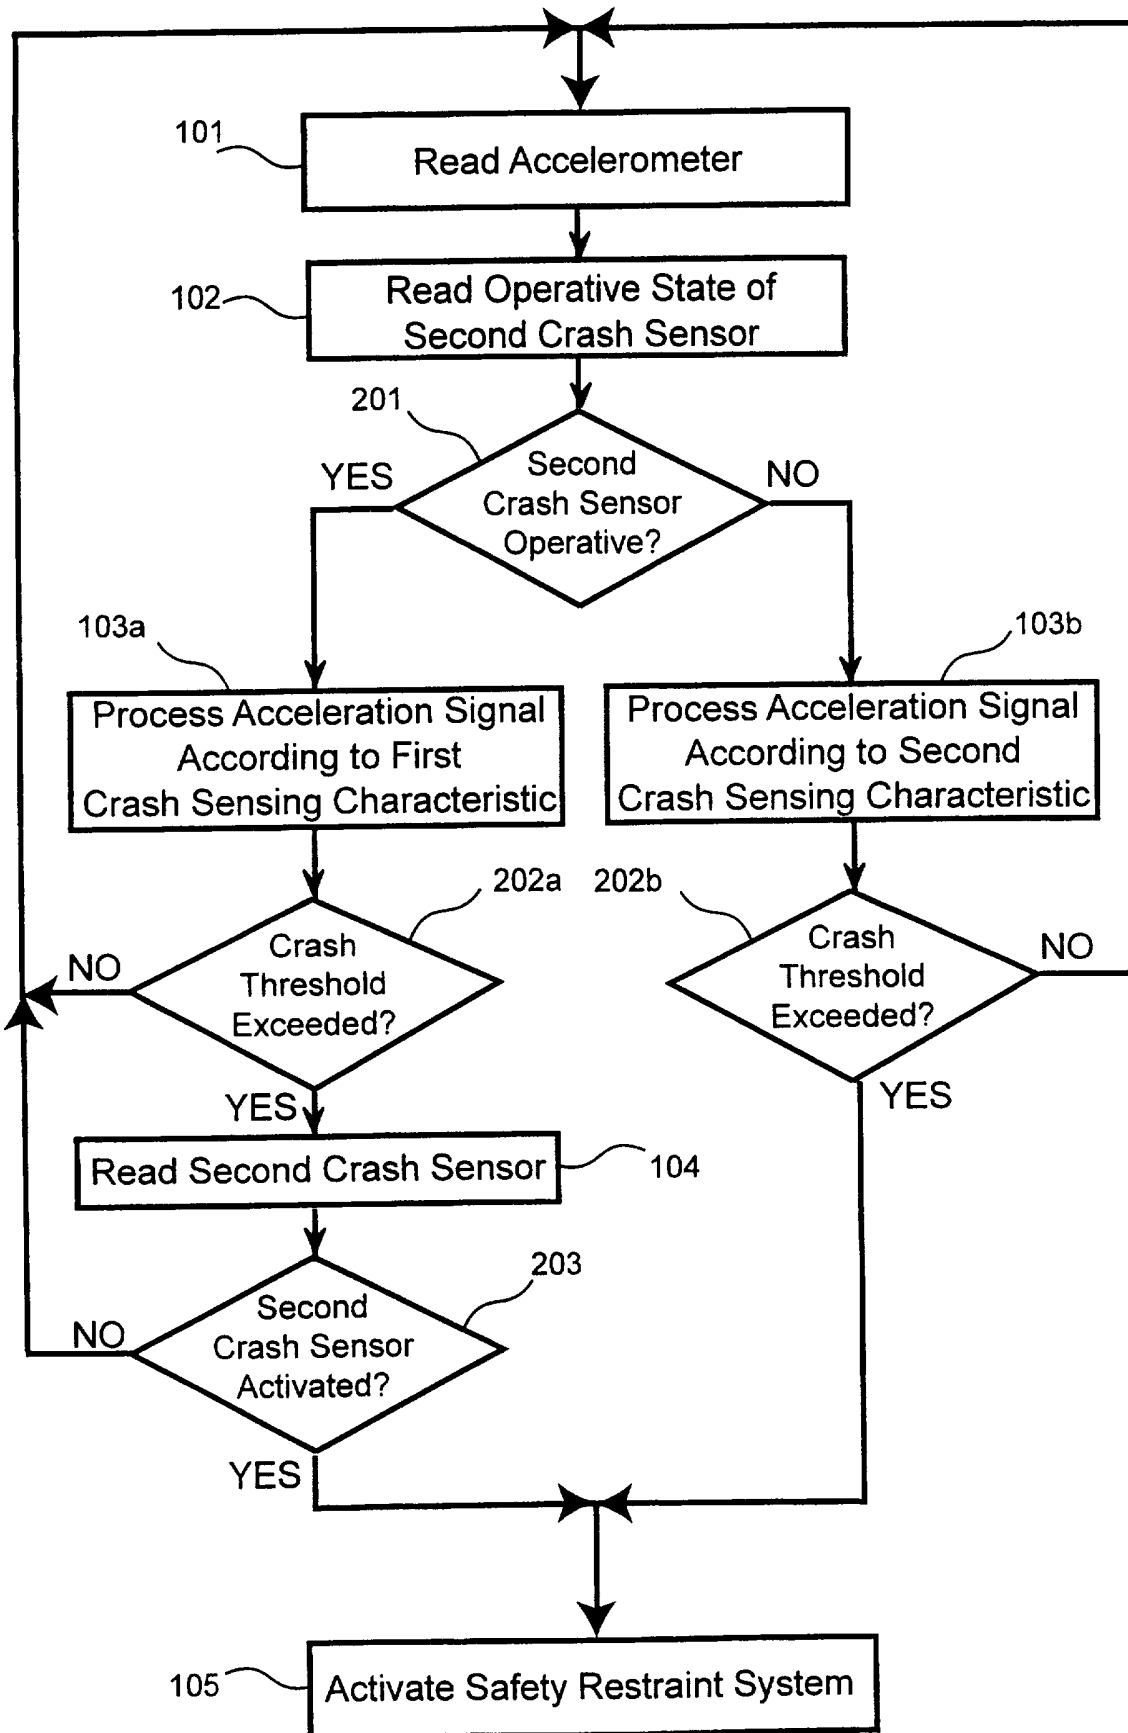 101
Read Accelerometer
102
Read Operative State of
Second Crash Sensor
201
YES
Second
Crash Sensor
Operative?
NO
103a
103b
Process Acceleration Signal
According to First
Crash Sensing Characteristic
Process Acceleration Signal
According to Second
Crash Sensing Characteristic
202a
202b
NO
Crash
Threshold
Exceeded?
Crash
Threshold
Exceeded?
NO
YES
YES
Read Second Crash Sensor
104
203
NO
Second
Crash Sensor
Activated?
YES
105
Activate Safety Restraint System